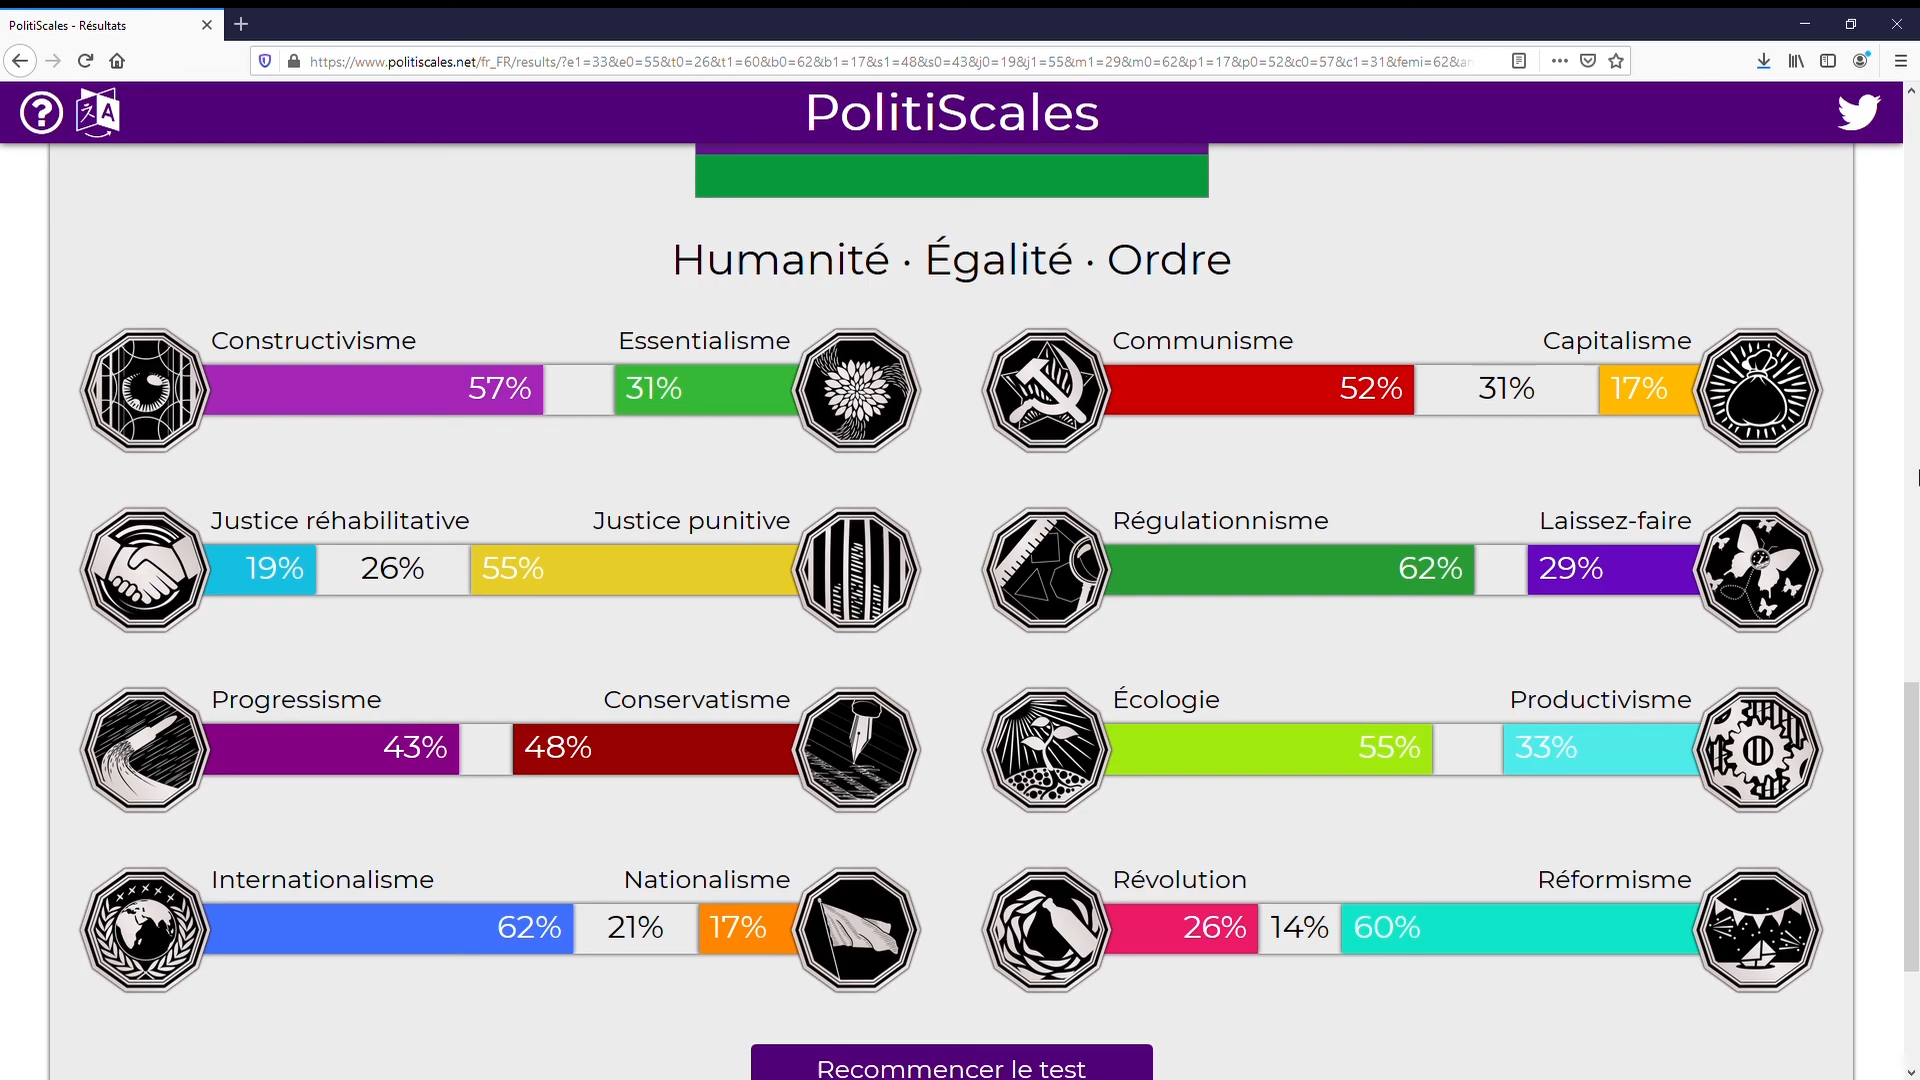 PolitiScales - Résultats
https://www.politiscales.net/fr_FR/results/?e1=33&e0=55&t0=26&t1=60&b0=62&b1=17&s1=48&s0=43&j0=19&j1=55&m1=29&m0=62&p1=17&p0=52&c0=57&c1=31&femi=62&
PolitiScales
Humanité · Égalité · Ordre
Constructivisme Essentialisme
57% 31%
Communisme Capitalisme
52% 31% 17%
Justice réhabilitative Justice punitive
19% 26% 55%
Régulationnisme Laissez-faire
62% 29%
Progressisme Conservatisme
43% 48%
Écologie Productivisme
55% 33%
Internationalisme Nationalisme
62% 21% 17%
Révolution Réformisme
26% 14% 60%
Recommencer le test